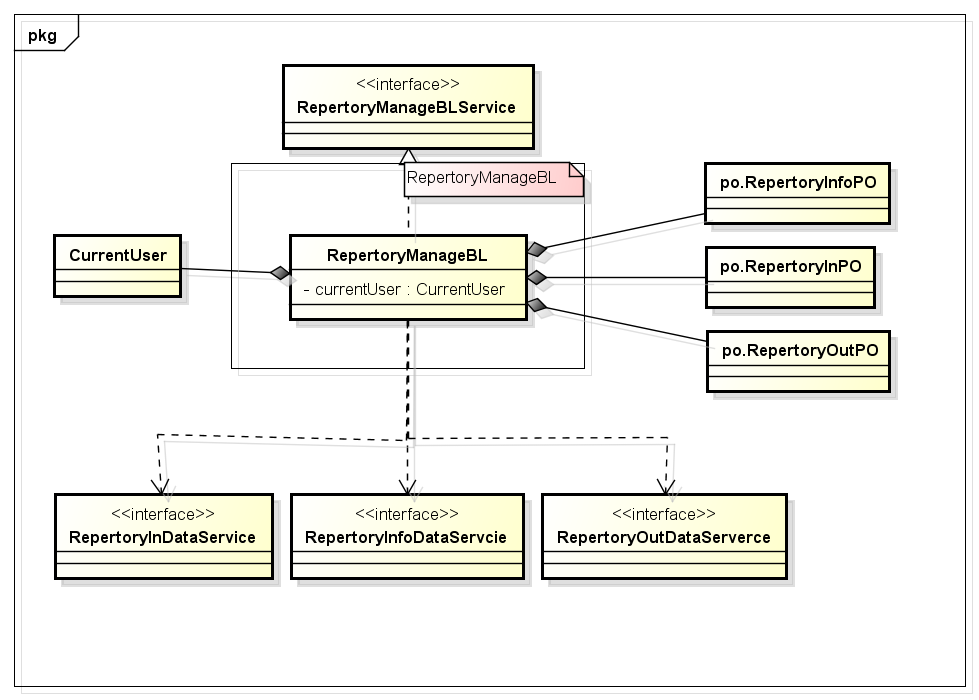 pkg
<<interface>>
RepertoryManageBLService
RepertoryManageBL
po.RepertoryInfoPO
CurrentUser
RepertoryManageBL
- currentUser : CurrentUser
po.RepertoryInPO
po.RepertoryOutPO
<<interface>>
RepertoryInDataService
<<interface>>
RepertoryInfoDataServcie
<<interface>>
RepertoryOutDataServerce